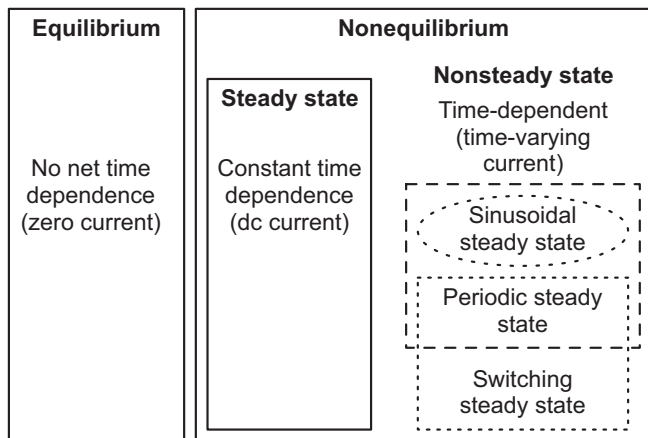 Equilibrium
No net time
dependence
(zero current)
Nonequilibrium
Steady state
Constant time
dependence
(dc current)
Nonsteady state
Time-dependent
(time-varying
current)
Sinusoidal
steady state
Periodic steady
state
Switching
steady state